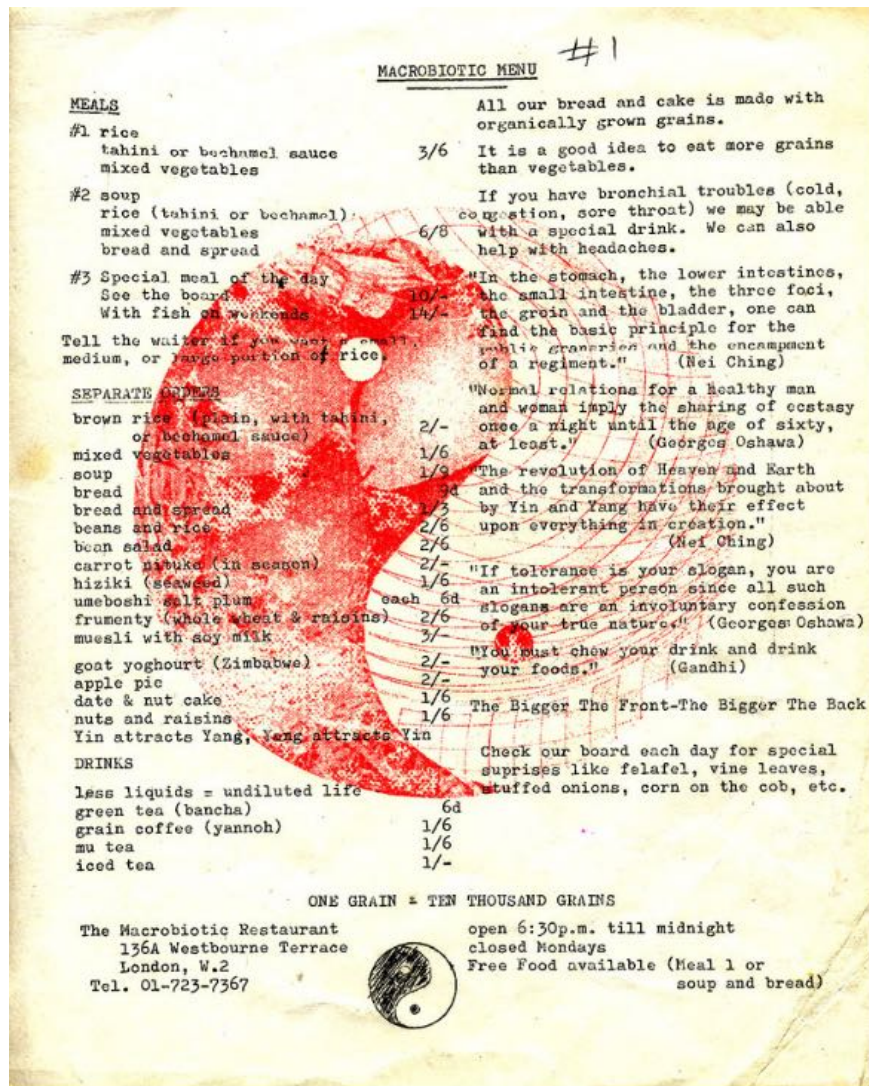 #1
MACROBIOTIC MENU
MEALS
#1 rice
tahini or bechamel sauce 3/6
mixed vegetables
#2 soup
rice (tahini or bechamel)
mixed vegetables 6/8
bread and spread
#3 Special meal of the day
See the board 10/-
With fish on weekends 14/-
Tell the waiter if you want a small,
medium, or large portion of rice.
SEPARATE ORDERS
brown rice (plain, with tahini,
or bechamel sauce) 2/-
mixed vegetables 1/6
soup 1/9
bread 9d
bread and spread 1/3
beans and rice 2/6
bean salad 2/6
carrot nituke (in season) 2/-
hiziki (seaweed) 1/6
umeboshi salt plum each 6d
frumenty (whole wheat & raisins) 2/6
muesli with soy milk 3/-
goat yoghourt (Zimbabwe) 2/-
apple pie 2/-
date & nut cake 1/6
nuts and raisins 1/6
Yin attracts Yang, Yang attracts Yin
DRINKS
less liquids = undiluted life
green tea (bancha) 6d
grain coffee (yannoh) 1/6
mu tea 1/6
iced tea 1/-
All our bread and cake is made with
organically grown grains.
It is a good idea to eat more grains
than vegetables.
If you have bronchial troubles (cold,
congestion, sore throat) we may be able
with a special drink. We can also
help with headaches.
"In the stomach, the lower intestines,
the small intestine, the three foci,
the groin and the bladder, one can
find the basic principle for the
public granaries and the encampment
of a regiment." (Nei Ching)
"Normal relations for a healthy man
and woman imply the sharing of ecstasy
once a night until the age of sixty,
at least." (Georges Oshawa)
"The revolution of Heaven and Earth
and the transformations brought about
by Yin and Yang have their effect
upon everything in creation."
(Nei Ching)
"If tolerance is your slogan, you are
an intolerant person since all such
slogans are an involuntary confession
of your true nature." (Georges Oshawa)
"You must chew your drink and drink
your foods." (Gandhi)
The Bigger The Front-The Bigger The Back
Check our board each day for special
suprises like felafel, vine leaves,
stuffed onions, corn on the cob, etc.
ONE GRAIN = TEN THOUSAND GRAINS
The Macrobiotic Restaurant
136A Westbourne Terrace
London, W.2
Tel. 01-723-7367
open 6:30p.m. till midnight
closed Mondays
Free Food available (Meal 1 or
soup and bread)